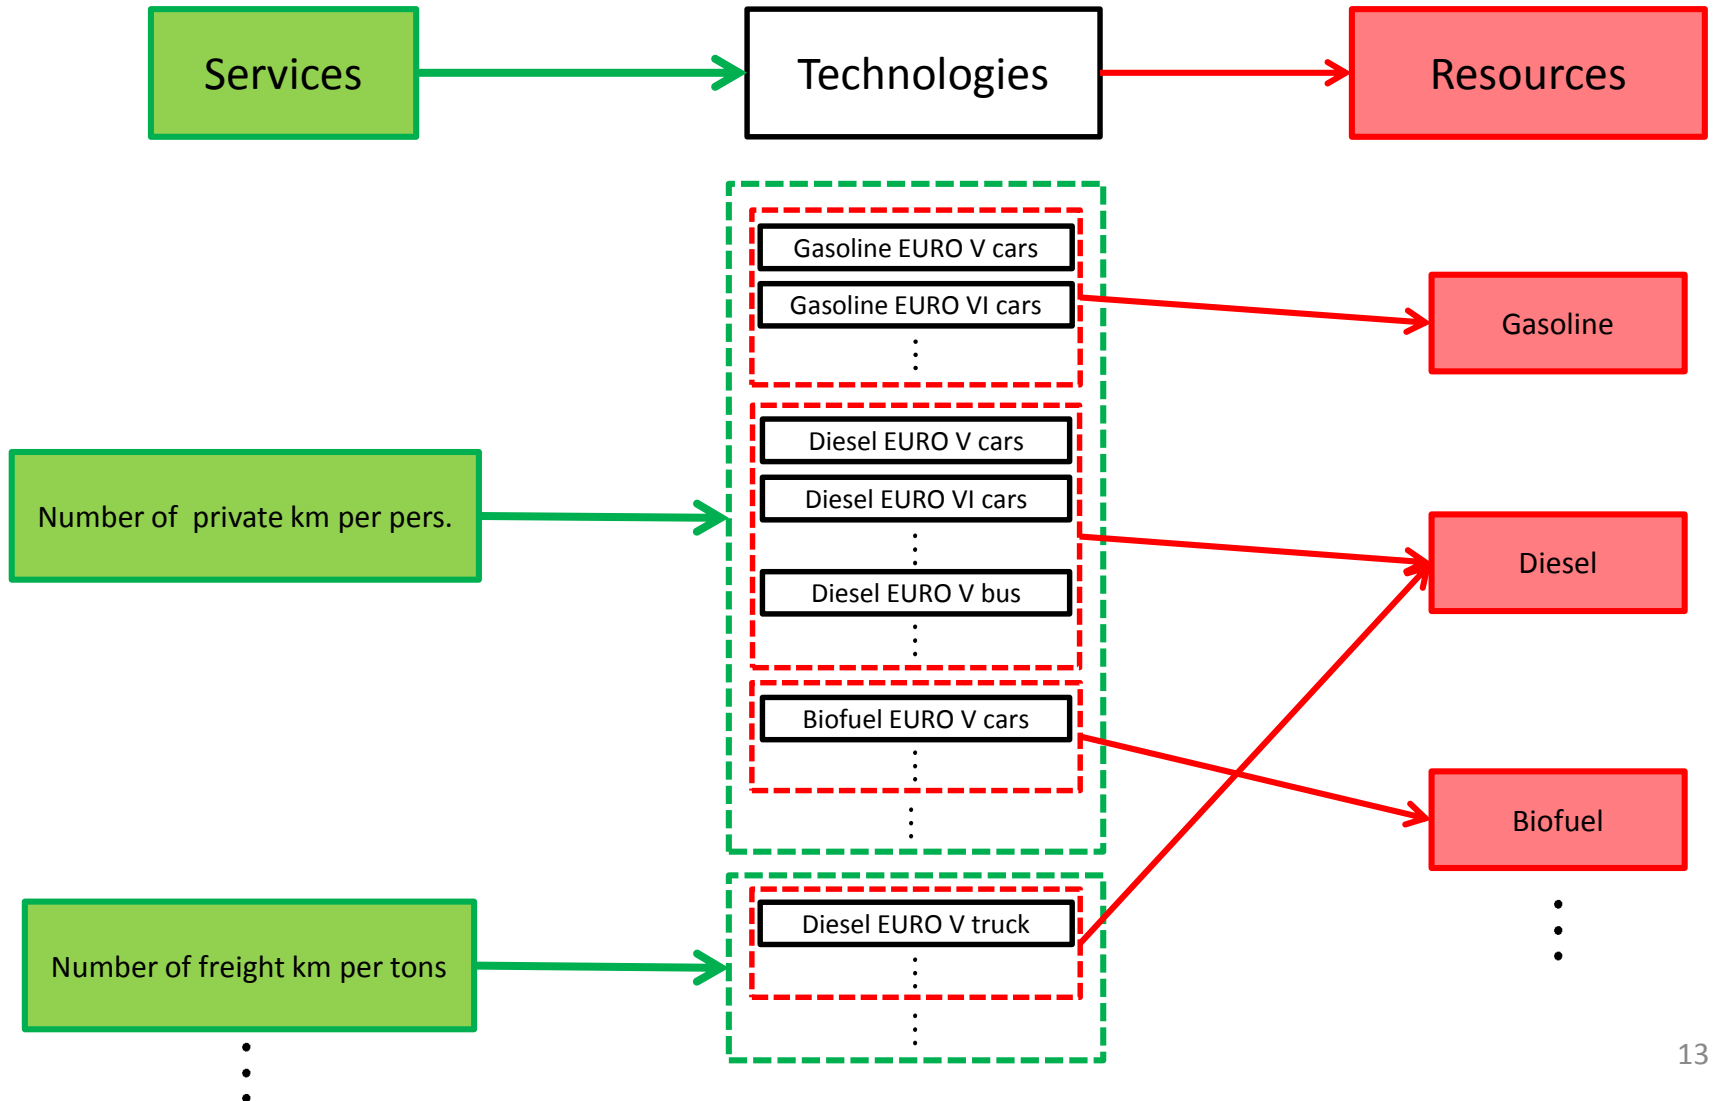 Services
Technologies
Resources
Gasoline EURO V cars
Gasoline EURO VI cars
Gasoline
Diesel EURO V cars
Diesel EURO VI cars
Number of  private km per pers.
Diesel
Diesel EURO V bus
Biofuel EURO V cars
Biofuel
Diesel EURO V truck
Number of freight km per tons
13